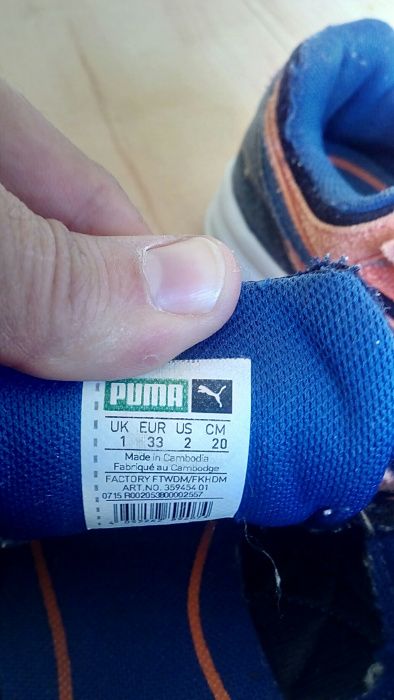 PUMA
UK EUR US CM
1 33 2 20
Made in Cambodia
Fabriqué au Cambodge
FACTORY FTWDM/FKHDM
ART.NO. 359454 01
0715 R002053800002557